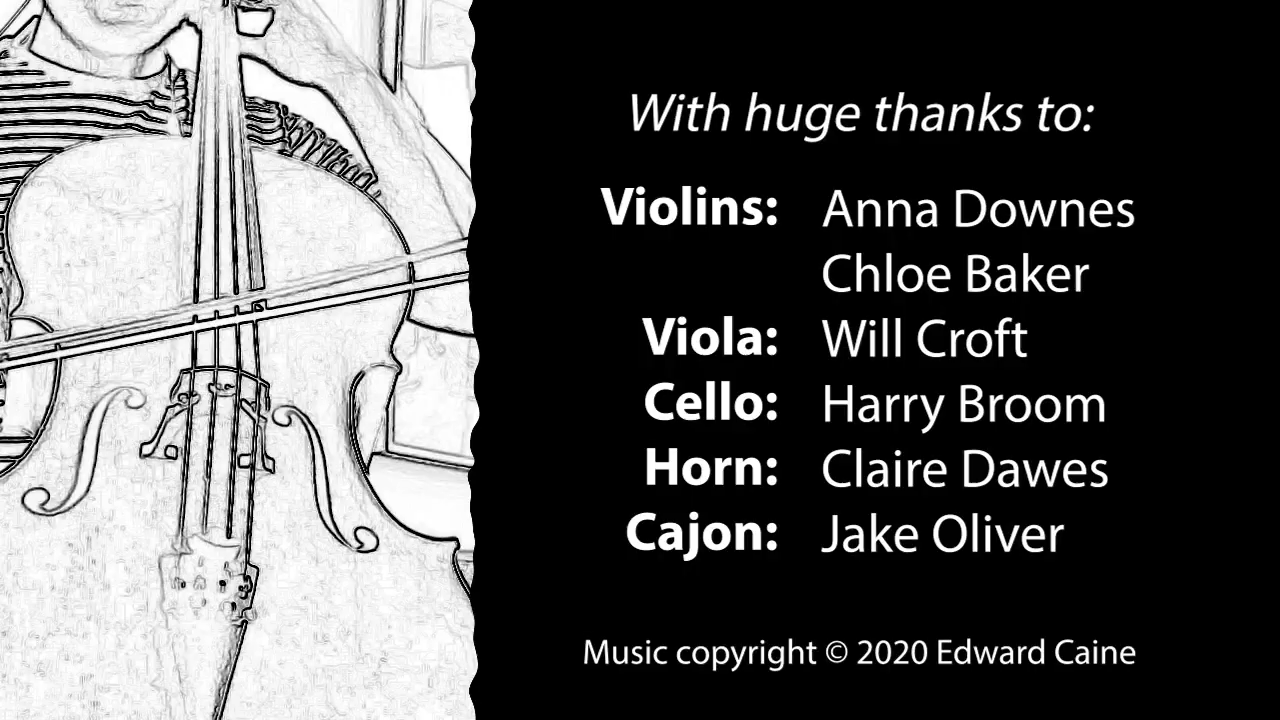 With huge thanks to:
Violins: Anna Downes
Chloe Baker
Viola: Will Croft
Cello: Harry Broom
Horn: Claire Dawes
Cajon: Jake Oliver
Music copyright © 2020 Edward Caine